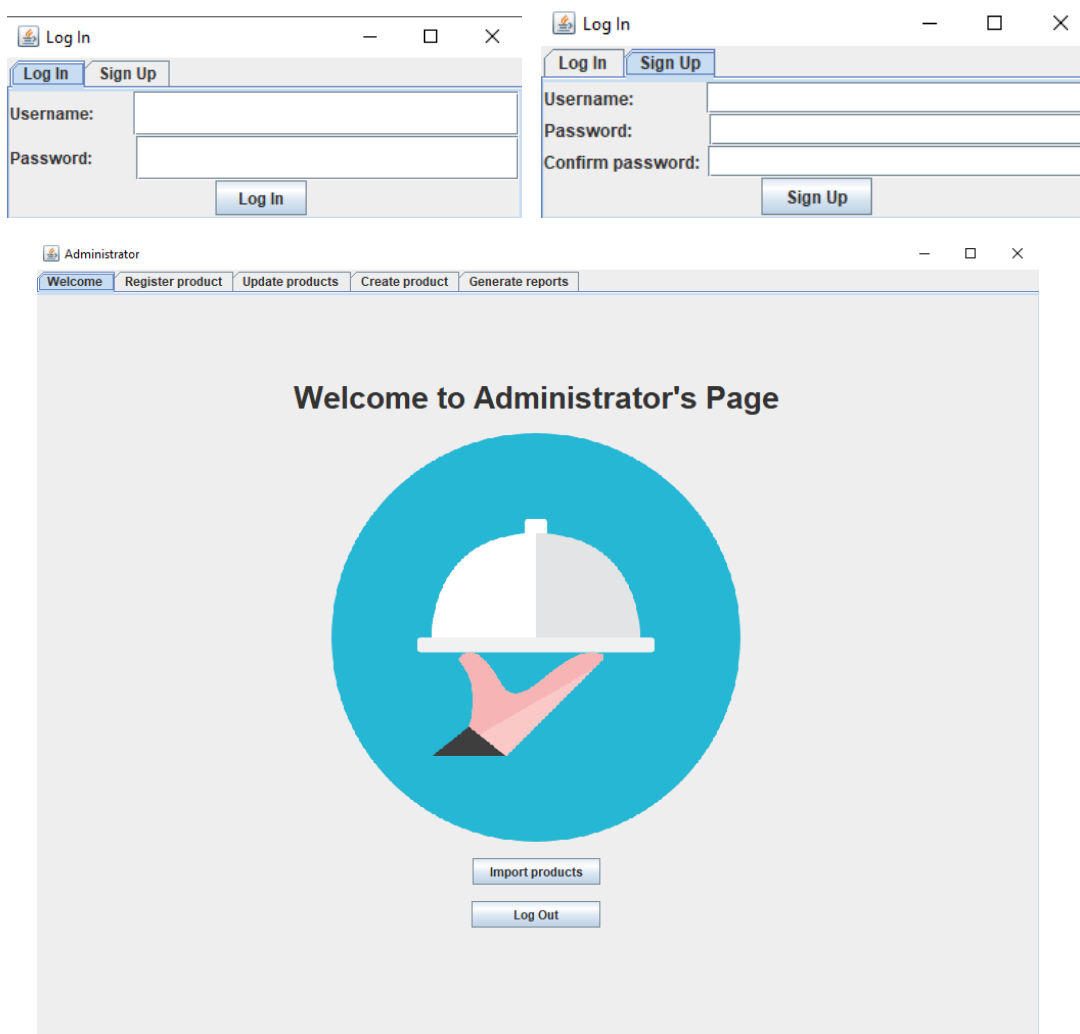 Log In
Log In Sign Up
Username:
Password:
Log In
Log In
Log In Sign Up
Username:
Password:
Confirm password:
Sign Up
Administrator
Welcome Register product Update products Create product Generate reports
Welcome to Administrator's Page
Import products
Log Out